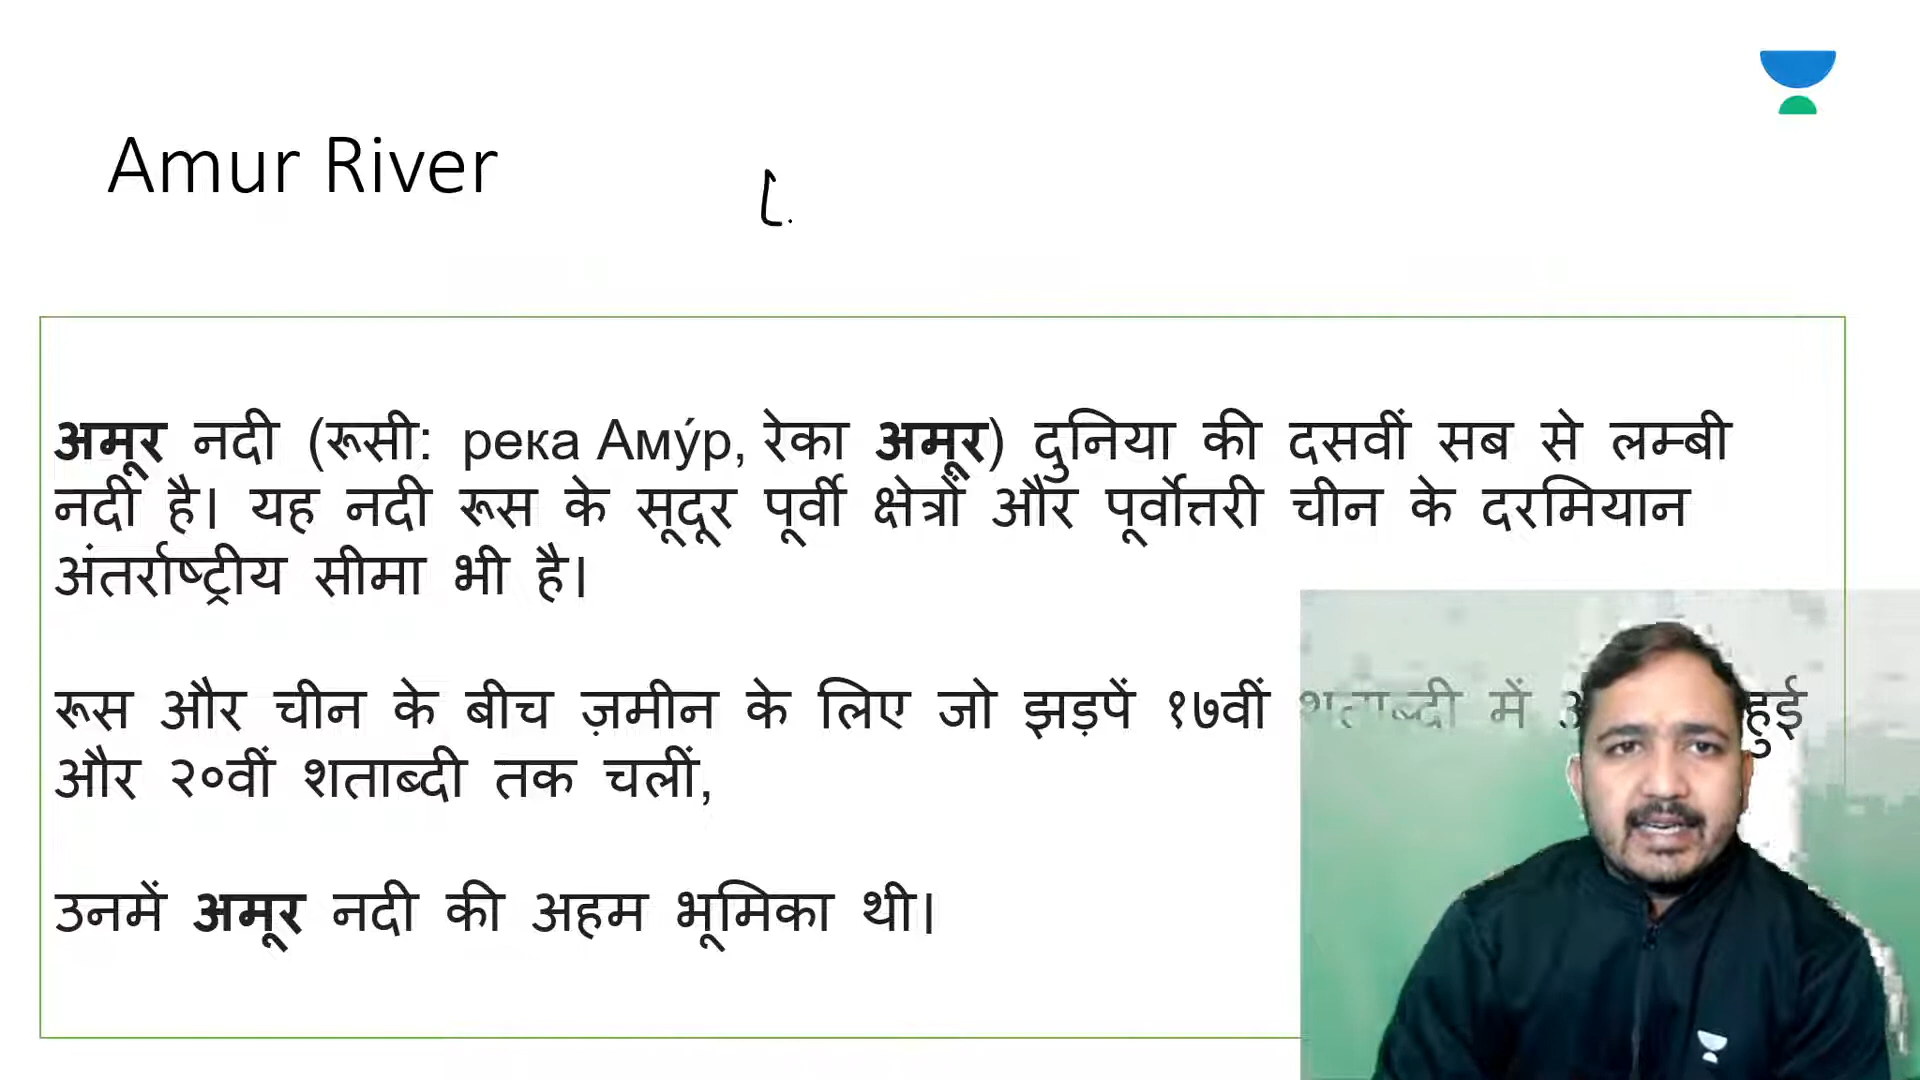 Amur River
अमूर नदी (रूसी: река Аму́р, रेका अमूर) दुनिया की दसवीं सब से लम्बी
नदी है। यह नदी रूस के सूदूर पूर्वी क्षेत्रों और पूर्वोत्तरी चीन के दरमियान
अंतर्राष्ट्रीय सीमा भी है।
रूस और चीन के बीच ज़मीन के लिए जो झड़पें १७वीं शताब्दी में हुई
और २०वीं शताब्दी तक चलीं,
उनमें अमूर नदी की अहम भूमिका थी।